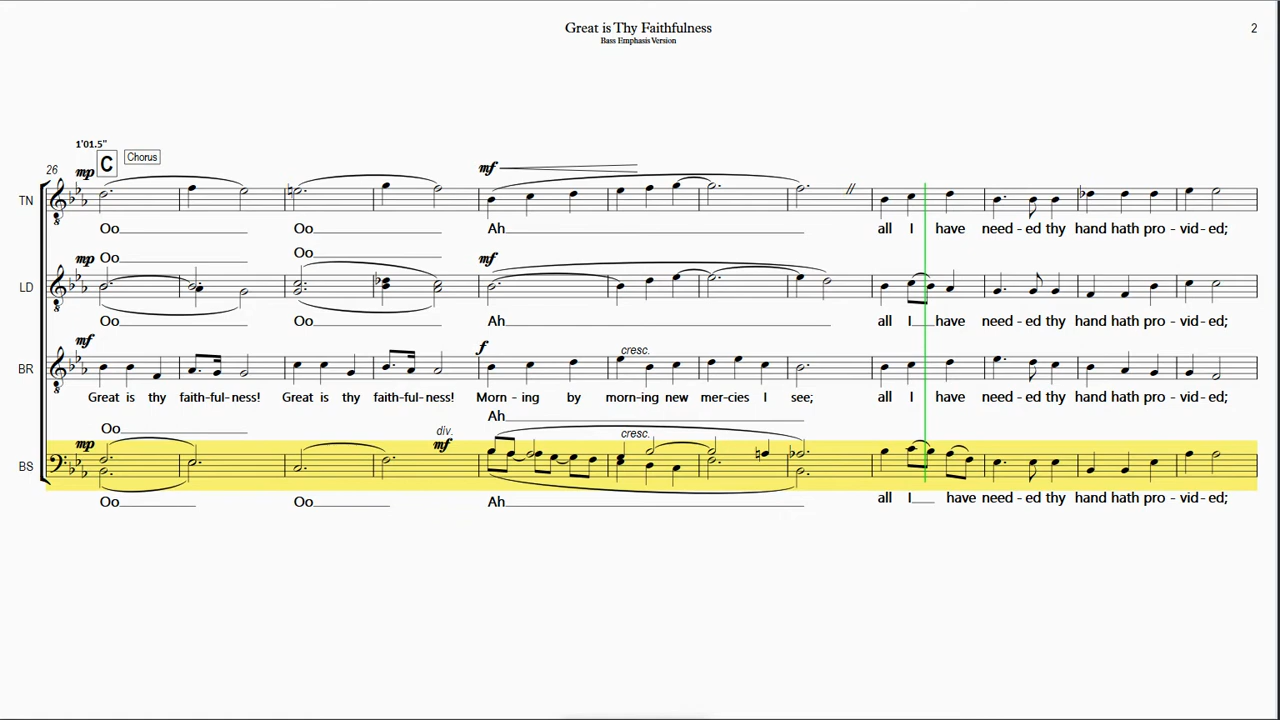 Great is Thy Faithfulness
2
Bass Emphasis Version
1'01.5"
26 C Chorus
mp mf
TN
Oo Oo Ah all I have need-ed thy hand hath pro-vid-ed;
Oo Oo
mp mf
LD
Oo Oo Ah all I have need-ed thy hand hath pro-vid-ed;
mf f cresc.
BR
Great is thy faith-ful-ness! Great is thy faith-ful-ness! Morn-ing by morn-ing new mer-cies I see; all I have need-ed thy hand hath pro-vid-ed;
Ah
Oo div. cresc.
mp mf
BS
Oo Oo Ah all I have need-ed thy hand hath pro-vid-ed;